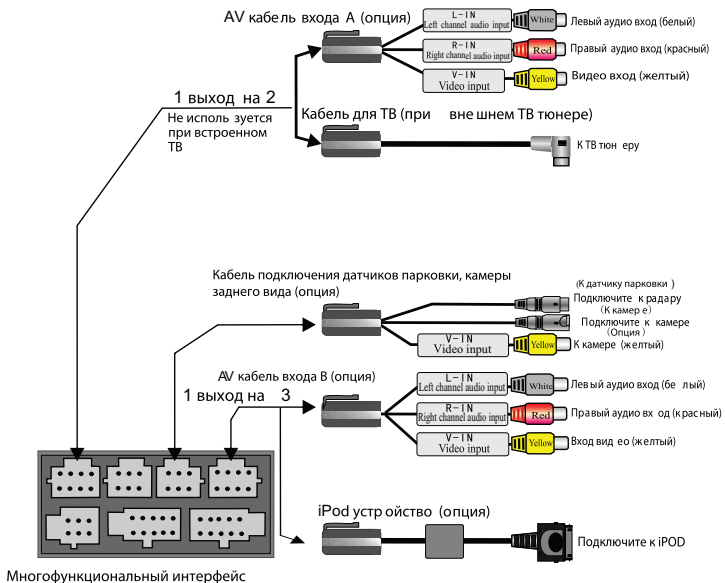 AV кабель входа А (опция)
L-IN
Left channel audio input
White
Левый аудио вход (белый)
R-IN
Right channel audio input
Red
Правый аудио вход (красный)
V-IN
Video input
Yellow
Видео вход (желтый)
1 выход на 2
Не исполь зуется
при встроенном
ТВ
Кабель для ТВ (при вне шнем ТВ тюнере)
К ТВ тюн еру
Кабель подключения датчиков парковки, камеры
заднего вида (опция)
(К датчику парковки )
Подключите к радару
(К камер е)
Подключите к камере
(Опция)
V-IN
Video input
Yellow
К камере (желтый)
AV кабель входа B (опция)
1 выход на 3
L-IN
Left channel audio input
White
Левый аудио вход (бе лый)
R-IN
Right channel audio input
Red
Правый аудио вх од (красный)
V-IN
Video input
Yellow
Вход вид ео (желтый)
iPod устр ойство (опция)
Подключите к iPOD
Многофункциональный интерфейс